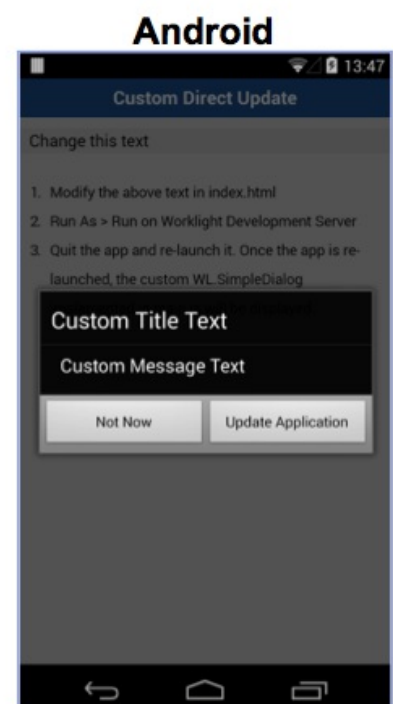 Android
13:47
Custom Direct Update
Change this text
1. Modify the above text in index.html
2. Run As > Run on Worklight Development Server
3. Quit the app and re-launch it. Once the app is re-
launched, the custom WL.SimpleDialog
Custom Title Text
Custom Message Text
Not Now
Update Application